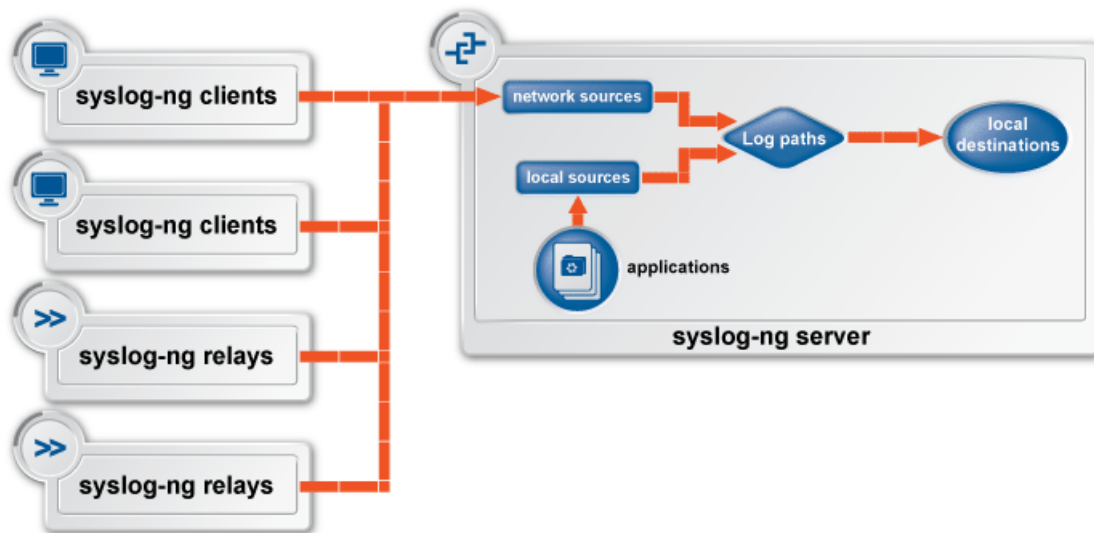 syslog-ng clients
syslog-ng clients
syslog-ng relays
syslog-ng relays
network sources
local sources
applications
Log paths
local
destinations
syslog-ng server